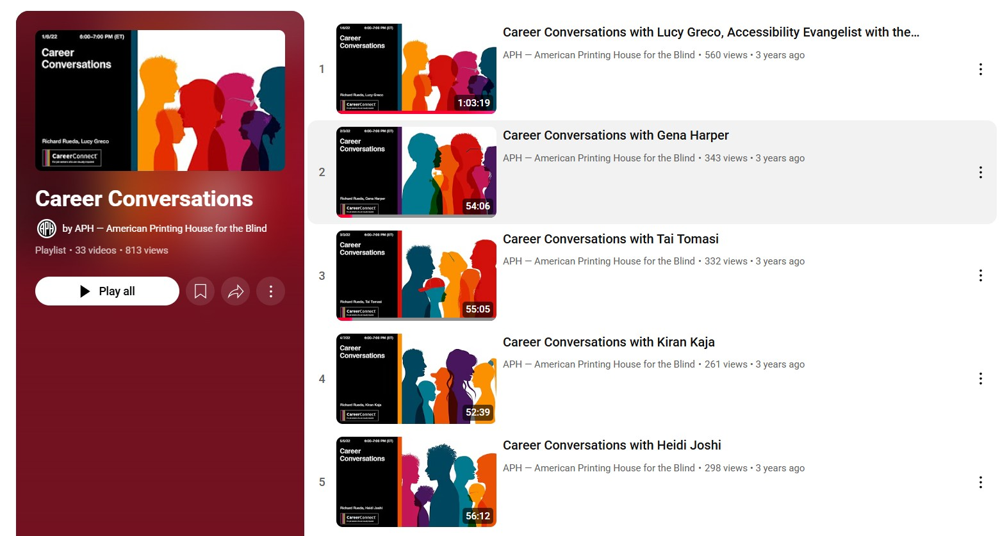 1/6/22 6:00–7:00 PM (ET)
Career
Conversations
Richard Rueda, Lucy Greco
CareerConnect
For job seekers who are visually impaired
Career Conversations
APH
by APH — American Printing House for the Blind
Playlist • 33 videos • 813 views
Play all
1
1/6/22 6:00–7:00 PM (ET)
Career
Conversations
Richard Rueda, Lucy Greco
CareerConnect
1:03:19
Career Conversations with Lucy Greco, Accessibility Evangelist with the...
APH — American Printing House for the Blind • 560 views • 3 years ago
2
2/3/22 6:00–7:00 PM (ET)
Career
Conversations
Richard Rueda, Gena Harper
CareerConnect
54:06
Career Conversations with Gena Harper
APH — American Printing House for the Blind • 343 views • 3 years ago
3
3/3/22 6:00–7:00 PM (ET)
Career
Conversations
Richard Rueda, Tai Tomasi
CareerConnect
55:05
Career Conversations with Tai Tomasi
APH — American Printing House for the Blind • 332 views • 3 years ago
4
4/7/22 6:00–7:00 PM (ET)
Career
Conversations
Richard Rueda, Kiran Kaja
CareerConnect
52:39
Career Conversations with Kiran Kaja
APH — American Printing House for the Blind • 261 views • 3 years ago
5
5/5/22 6:00–7:00 PM (ET)
Career
Conversations
Richard Rueda, Heidi Joshi
CareerConnect
56:12
Career Conversations with Heidi Joshi
APH — American Printing House for the Blind • 298 views • 3 years ago